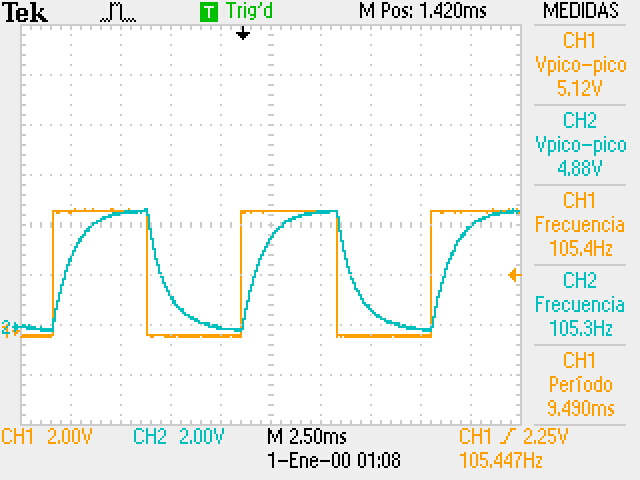 Tek T Trig'd M Pos: 1.420ms MEDIDAS
CH1
Vpico-pico
5.12V
CH2
Vpico-pico
4.88V
CH1
Frecuencia
105.4Hz
CH2
Frecuencia
105.3Hz
CH1
Período
9.490ms
2
CH1 2.00V CH2 2.00V M 2.50ms CH1 2.25V
1-Ene-00 01:08 105.447Hz